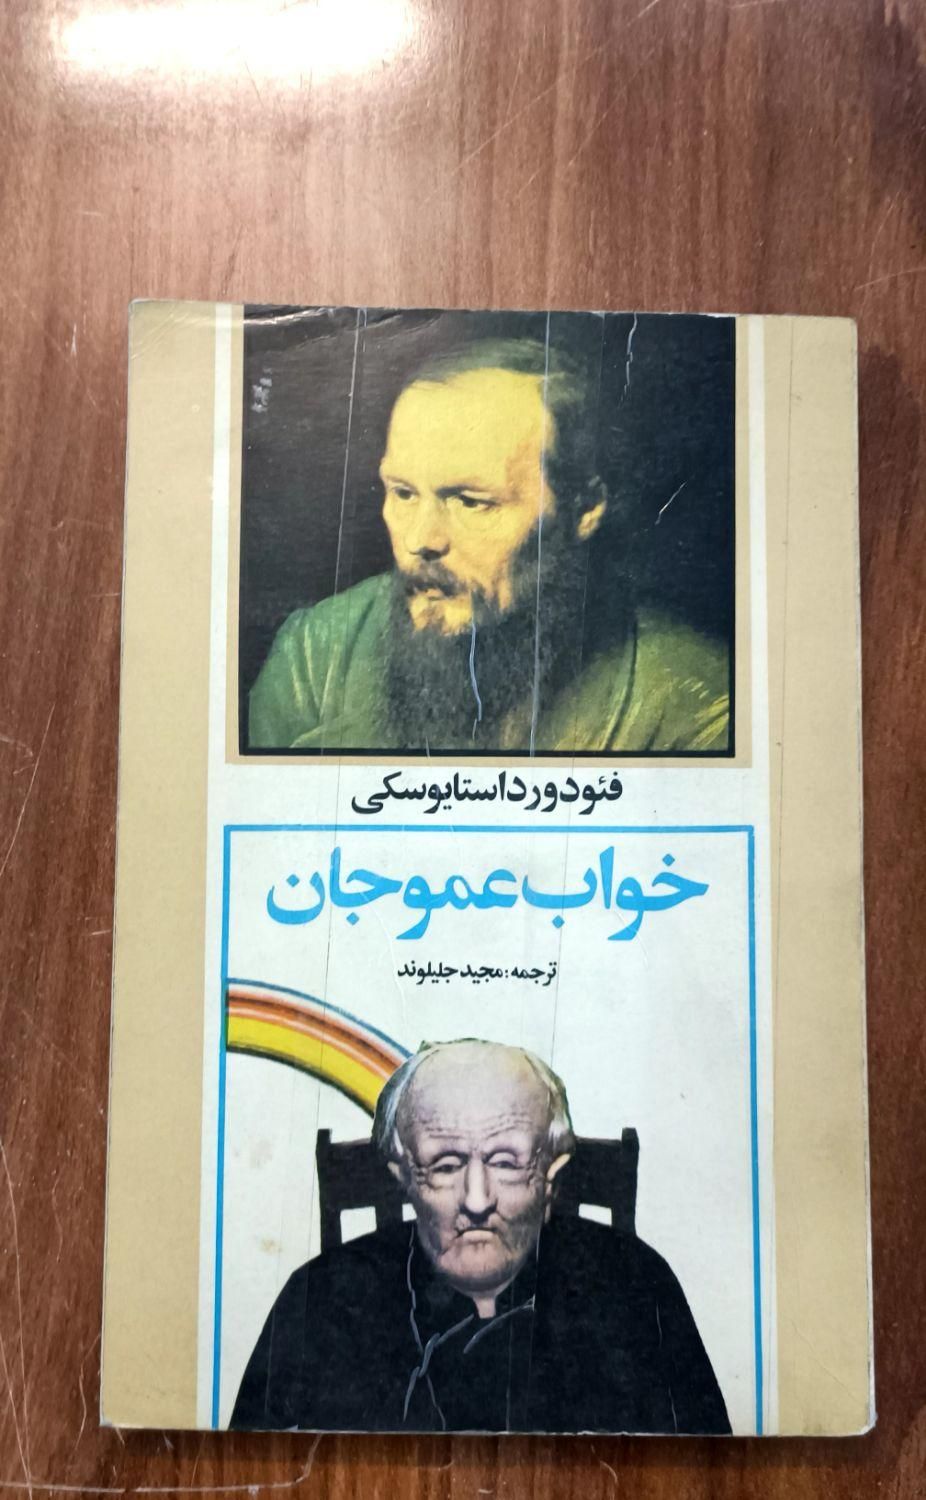 فئودور داستایوسکی
خواب عموجان
ترجمه: مجید جلیلوند